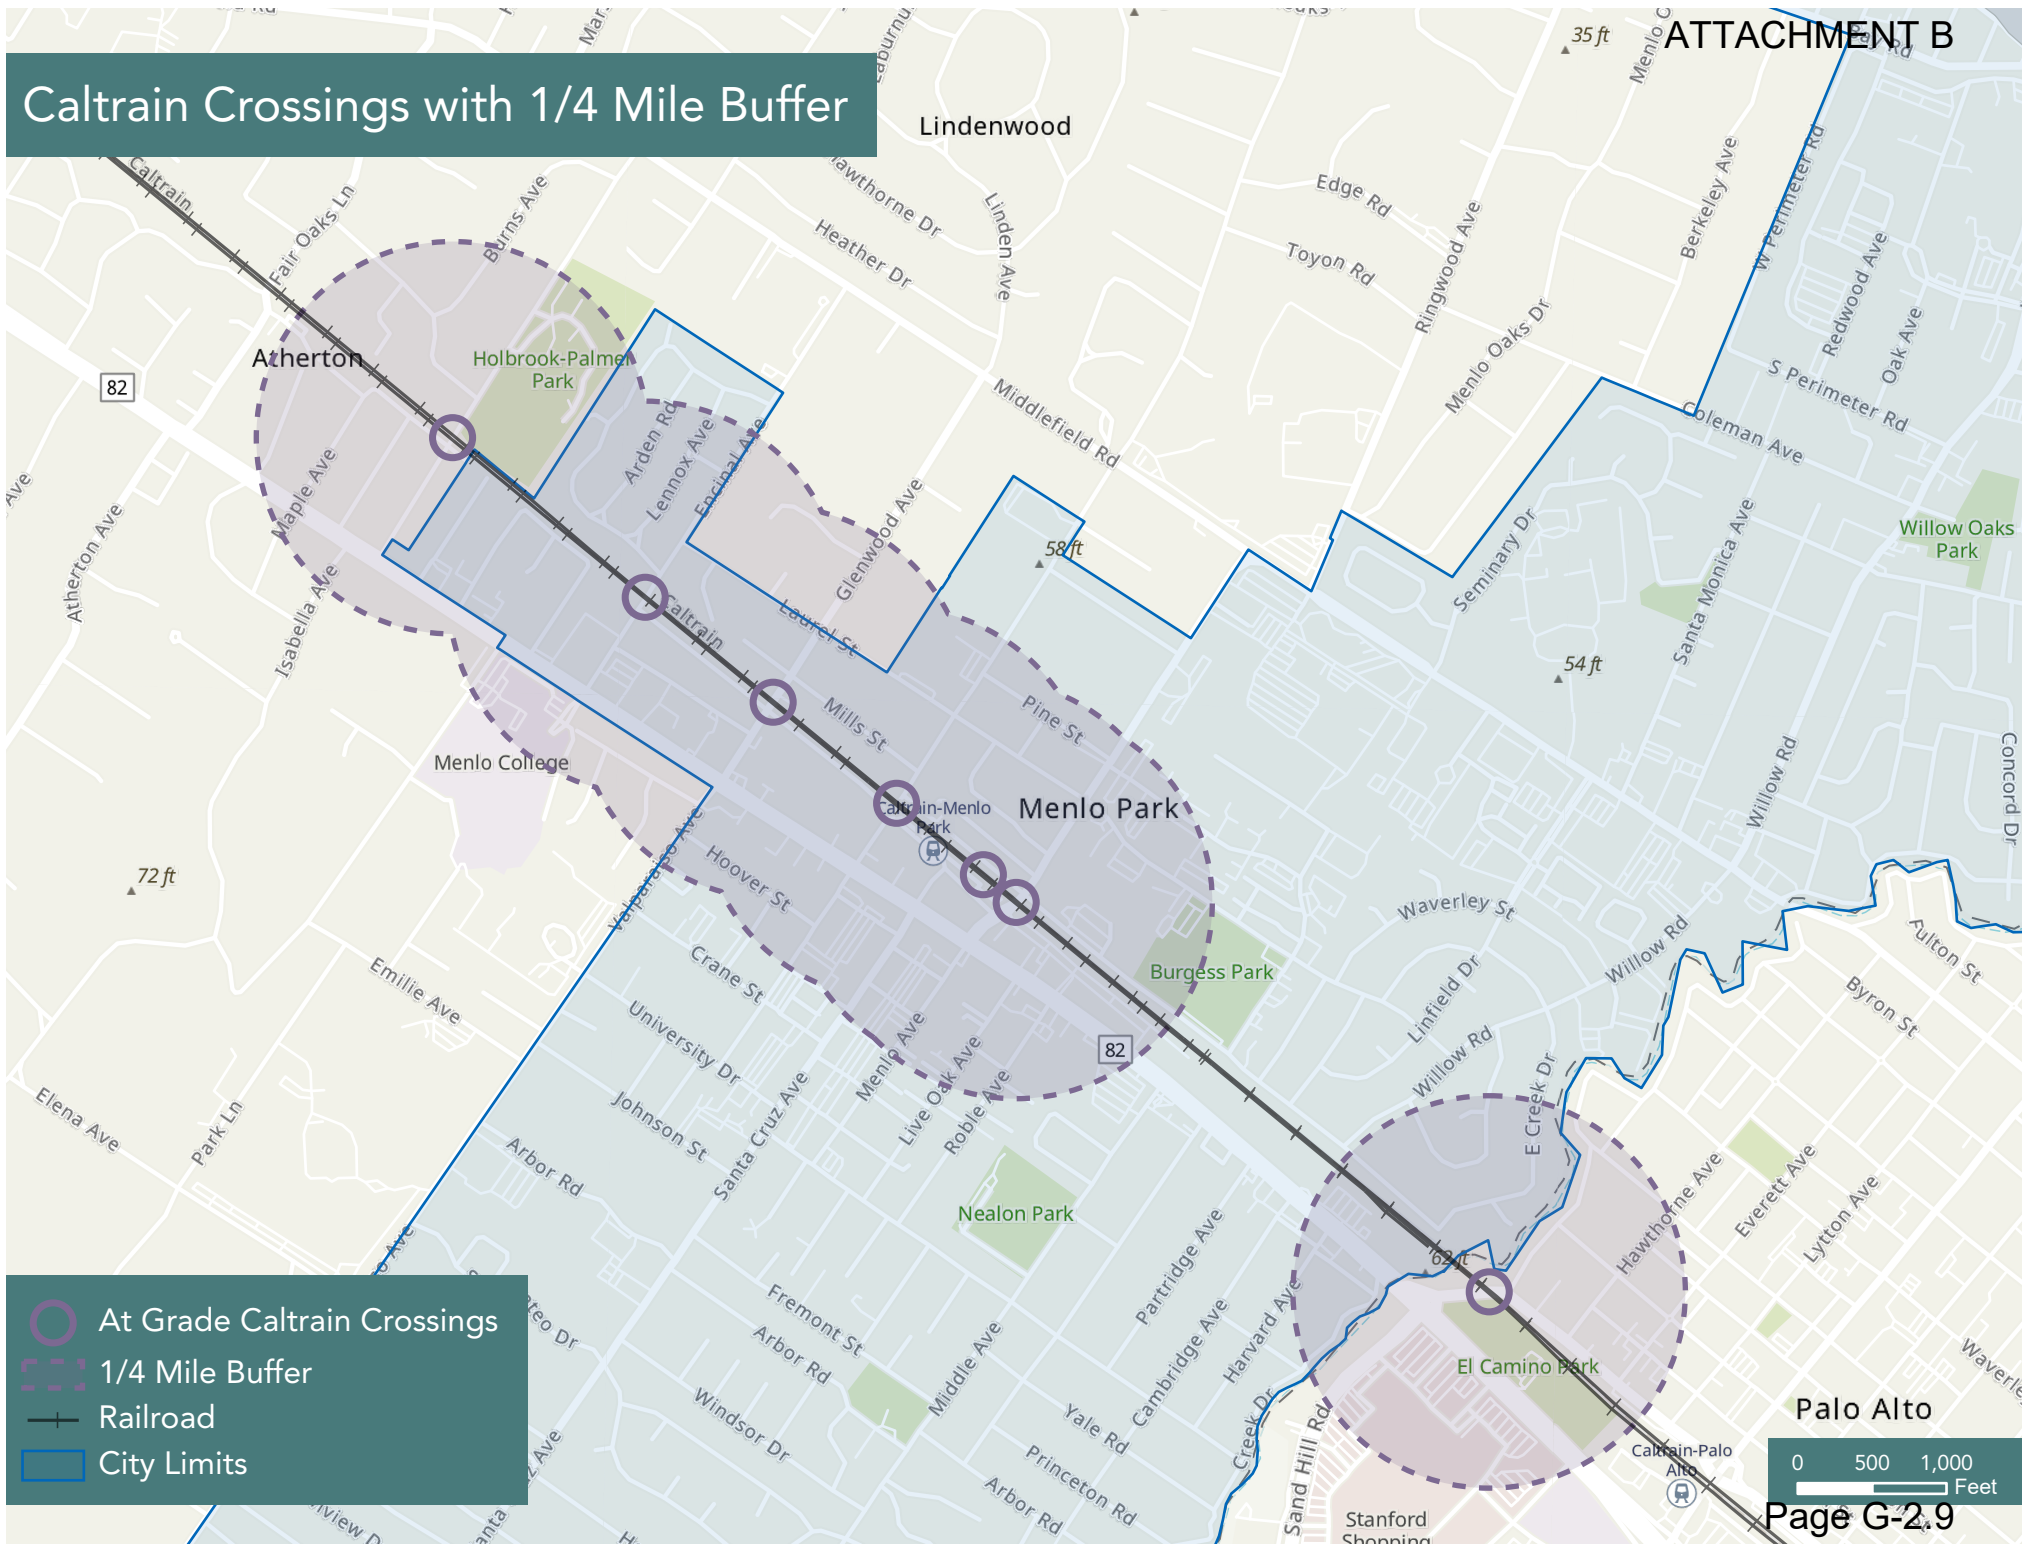 ATTACHMENT B
Caltrain Crossings with 1/4 Mile Buffer
35 ft
Bay Rd
Lindenwood
Caltrain
Fair Oaks Ln
Burns Ave
Hawthorne Dr
Heather Dr
Linden Ave
Edge Rd
Toyon Rd
Ringwood Ave
Berkeley Ave
W Perimeter Rd
Redwood Ave
Oak Ave
S Perimeter Rd
Menlo Oaks Dr
Coleman Ave
Atherton
82
Holbrook-Palmer
Park
Middlefield Rd
Arden Rd
Lennox Ave
Encinal Ave
Maple Ave
Atherton Ave
Isabella Ave
Glenwood Ave
58 ft
Seminary Dr
Santa Monica Ave
Willow Oaks
Park
Caltrain
Laurel St
54 ft
Mills St
Pine St
Menlo College
Willow Rd
Concord Dr
Caltrain-Menlo
Park
Menlo Park
72 ft
Valparaiso Ave
Hoover St
Waverley St
Willow Rd
Fulton St
Byron St
Burgess Park
Linfield Dr
Crane St
Emilie Ave
University Dr
Menlo Ave
Live Oak Ave
Roble Ave
82
Willow Rd
E Creek Dr
Elena Ave
Park Ln
Johnson St
Santa Cruz Ave
Arbor Rd
Nealon Park
Partridge Ave
Hawthorne Ave
Everett Ave
Lytton Ave
62 ft
Fremont St
Arbor Rd
Middle Ave
Cambridge Ave
Harvard Ave
El Camino Park
Windsor Dr
Yale Rd
Princeton Rd
Arbor Rd
Creek Dr
Sand Hill Rd
Palo Alto
Caltrain-Palo
Alto
Stanford
Shopping
At Grade Caltrain Crossings
1/4 Mile Buffer
Railroad
City Limits
0 500 1,000
Feet
Page G-2.9